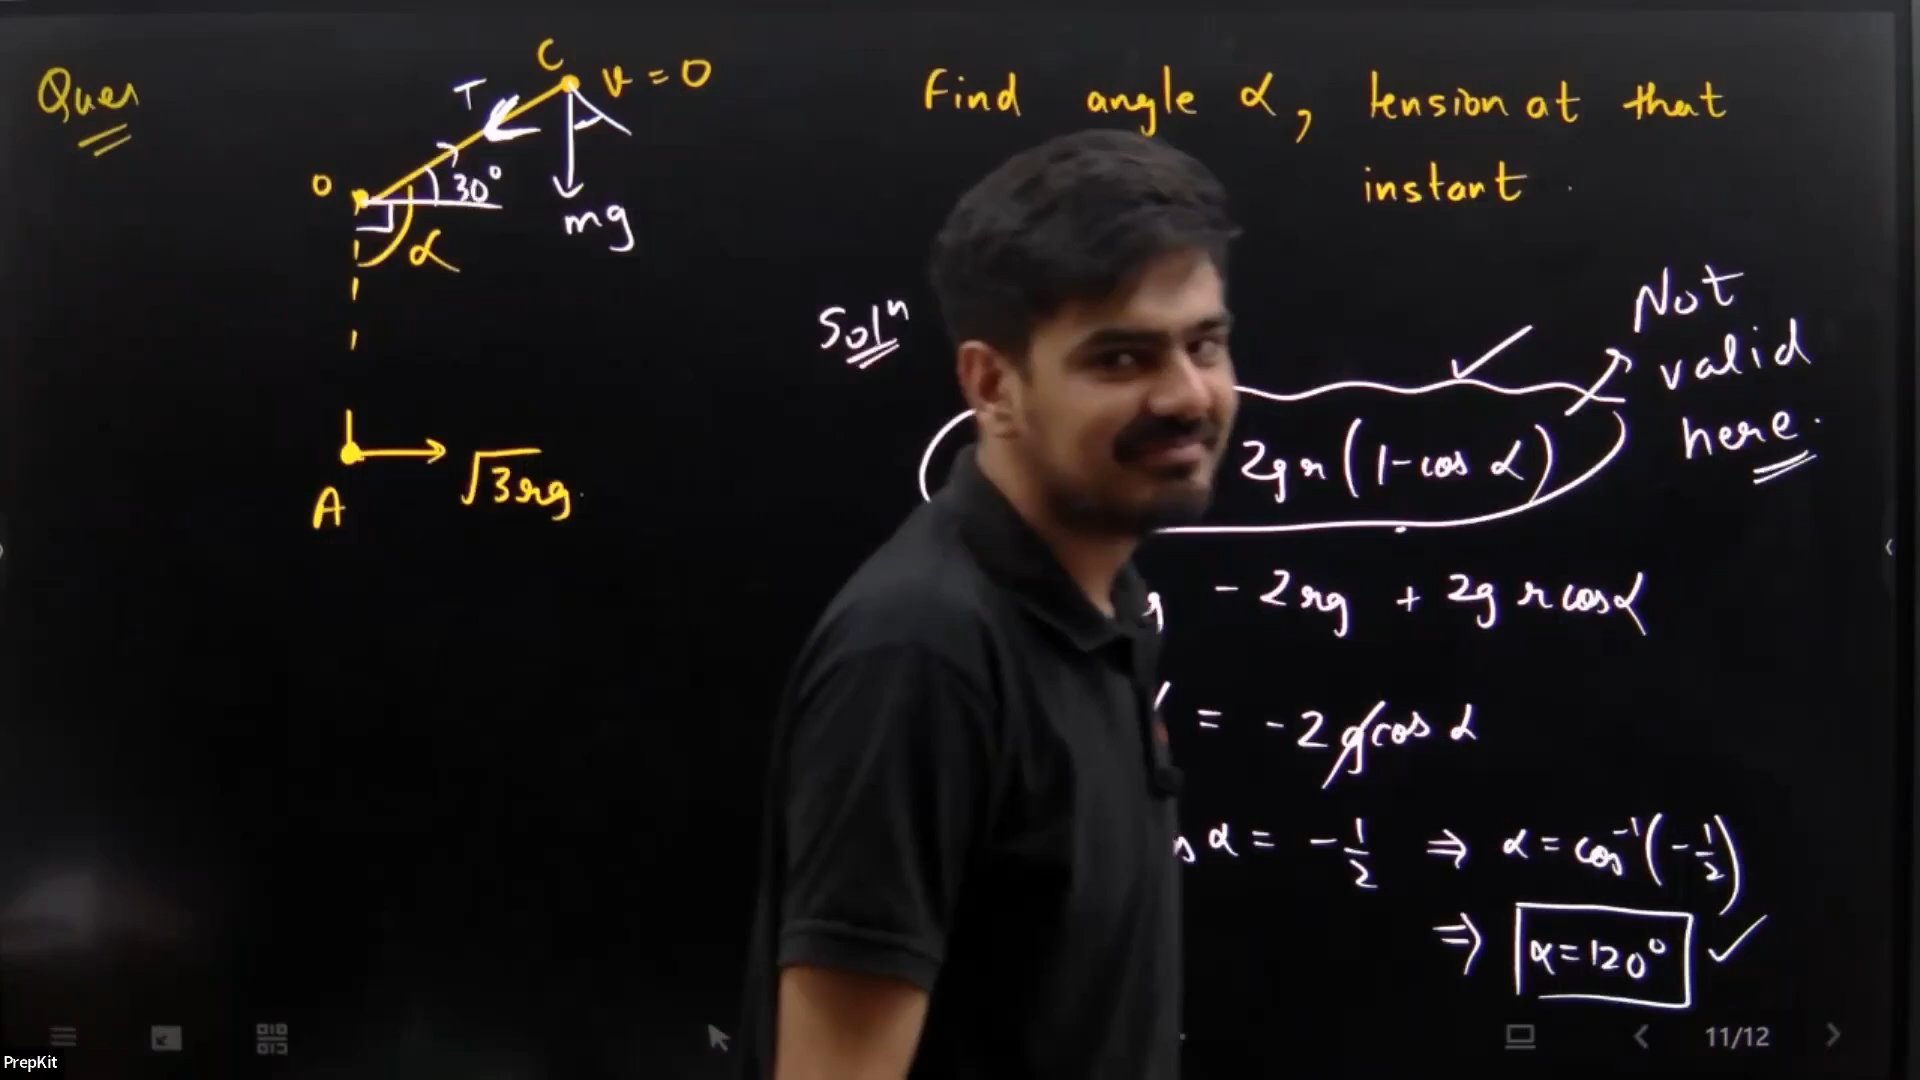 Ques
C
v = 0
T
O
30°
mg
α
√3rg
A
Find angle α, tension at that
instant.
Solⁿ
Not
valid
here.
2gr(1-cos α)
- 2rg + 2g r cosα
= -2 g cos α
α = -1/2 ⇒ α = cos⁻¹(-1/2)
⇒ α = 120° ✓
11/12
PrepKit